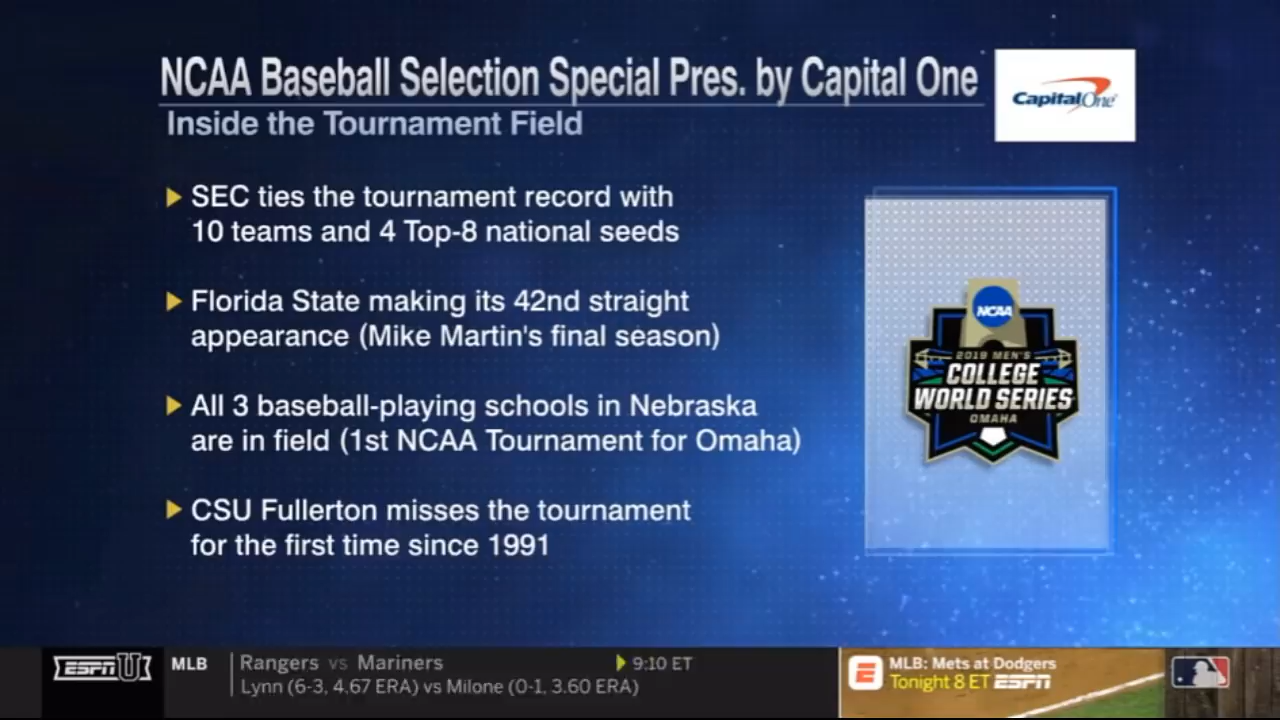 NCAA Baseball Selection Special Pres. by Capital One
Capital One
Inside the Tournament Field
SEC ties the tournament record with
10 teams and 4 Top-8 national seeds
Florida State making its 42nd straight
appearance (Mike Martin's final season)
All 3 baseball-playing schools in Nebraska
are in field (1st NCAA Tournament for Omaha)
CSU Fullerton misses the tournament
for the first time since 1991
NCAA
2019 MEN'S
COLLEGE
WORLD SERIES
OMAHA
ESPN U
MLB
Rangers vs Mariners
9:10 ET
Lynn (6-3, 4.67 ERA) vs Milone (0-1, 3.60 ERA)
E
MLB: Mets at Dodgers
Tonight 8 ET ESPN